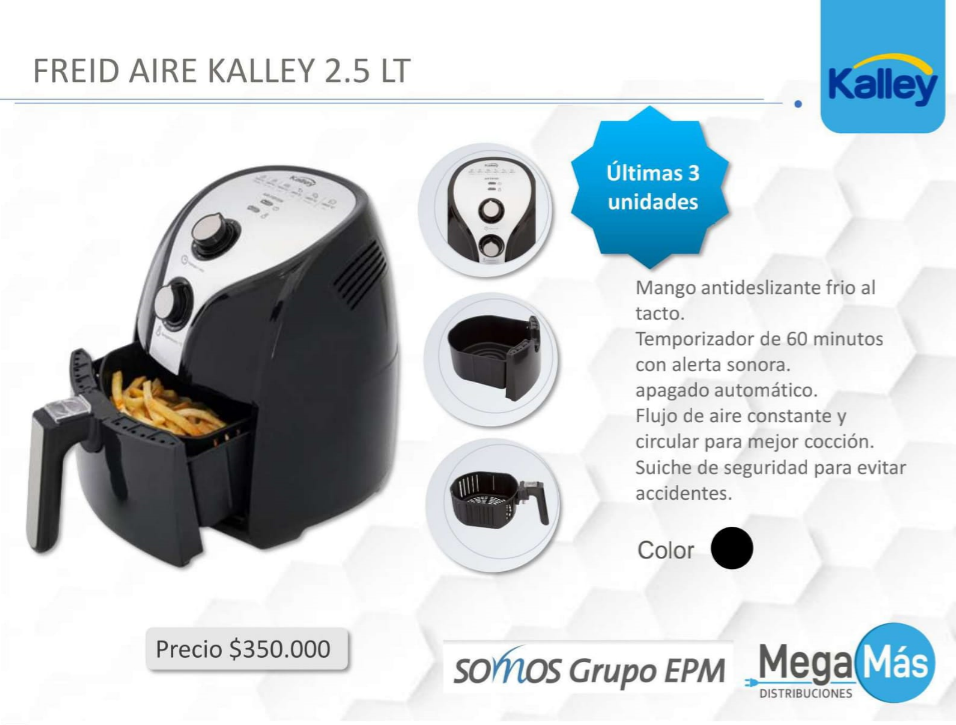 FREID AIRE KALLEY 2.5 LT
Kalley
Últimas 3
unidades
Kalley
Mango antideslizante frio al
tacto.
Temporizador de 60 minutos
con alerta sonora.
apagado automático.
Flujo de aire constante y
circular para mejor cocción.
Suiche de seguridad para evitar
accidentes.
Color
Precio $350.000
SOMOS Grupo EPM
Mega Más
DISTRIBUCIONES